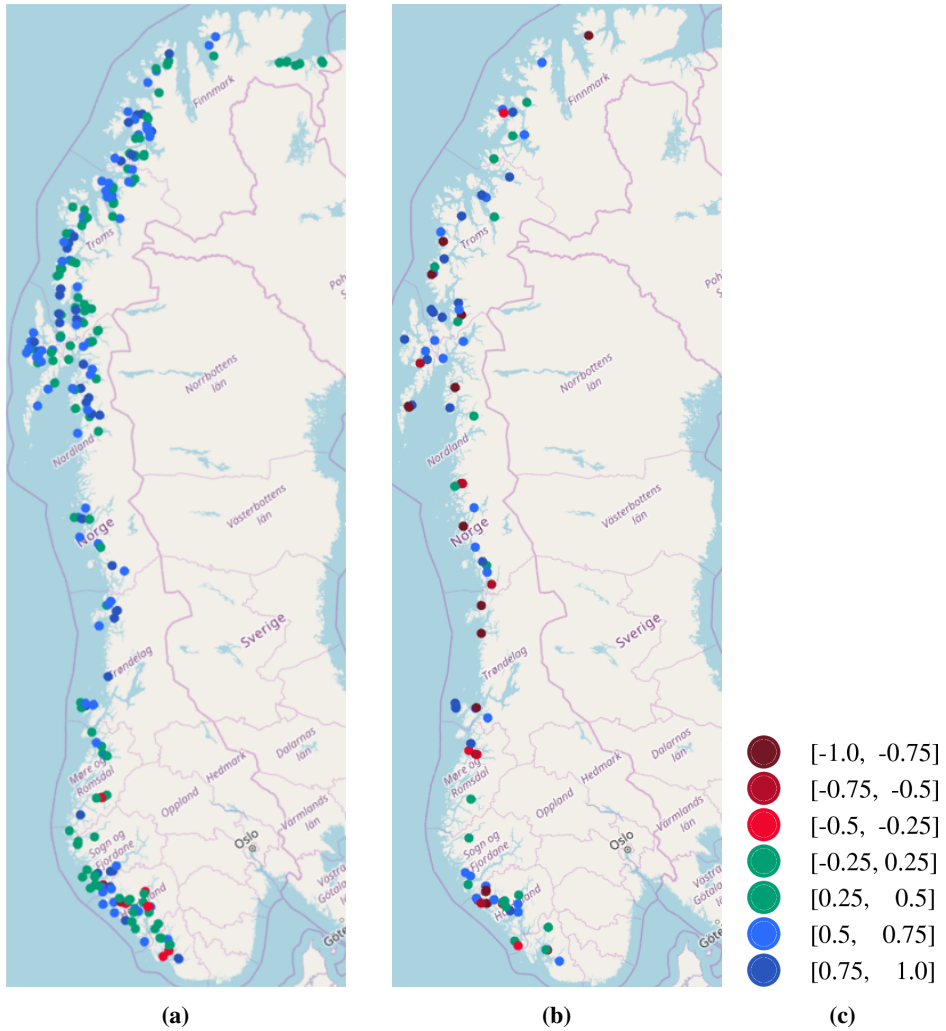 Finnmark
Troms
Norrbottens
län
Nordland
Norge
Västerbottens
län
Sverige
Trøndelag
Møre og
Romsdal
Oppland
Hedmark
Dalarnas
län
Sogn og
Fjordane
Oslo
Värmlands
län
Västra
Götala
Göte
(a)
Finnmark
Troms
Norrbottens
län
Nordland
Norge
Västerbottens
län
Sverige
Trøndelag
Møre og
Romsdal
Oppland
Hedmark
Dalarnas
län
Sogn og
Fjordane
Oslo
Värmlands
län
(b)
[-1.0, -0.75]
[-0.75, -0.5]
[-0.5, -0.25]
[-0.25, 0.25]
[0.25, 0.5]
[0.5, 0.75]
[0.75, 1.0]
(c)